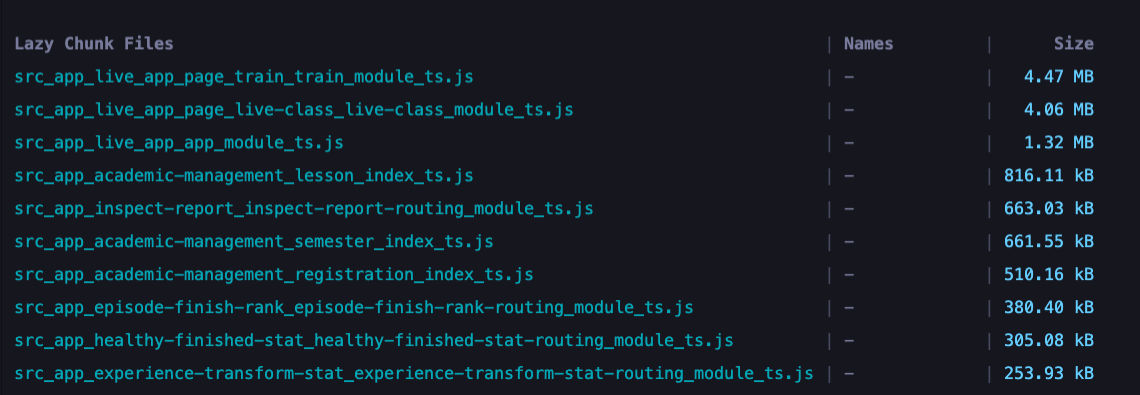 Lazy Chunk Files | Names | Size
src_app_live_app_page_train_train_module_ts.js | - | 4.47 MB
src_app_live_app_page_live-class_live-class_module_ts.js | - | 4.06 MB
src_app_live_app_app_module_ts.js | - | 1.32 MB
src_app_academic-management_lesson_index_ts.js | - | 816.11 kB
src_app_inspect-report_inspect-report-routing_module_ts.js | - | 663.03 kB
src_app_academic-management_semester_index_ts.js | - | 661.55 kB
src_app_academic-management_registration_index_ts.js | - | 510.16 kB
src_app_episode-finish-rank_episode-finish-rank-routing_module_ts.js | - | 380.40 kB
src_app_healthy-finished-stat_healthy-finished-stat-routing_module_ts.js | - | 305.08 kB
src_app_experience-transform-stat_experience-transform-stat-routing_module_ts.js | - | 253.93 kB